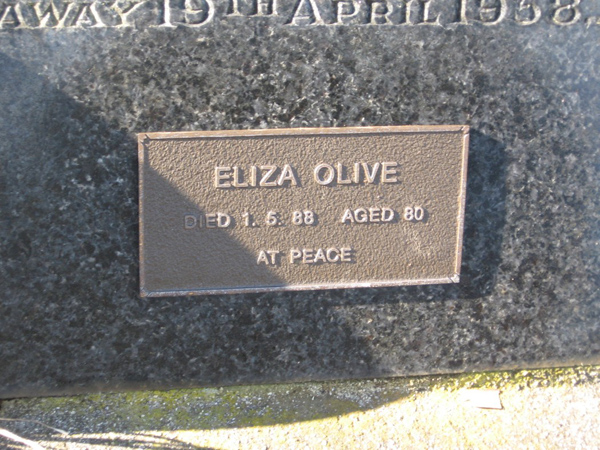 AWAY 19TH APRIL 1958.
ELIZA OLIVE
DIED 1. 5. 88 AGED 80
AT PEACE